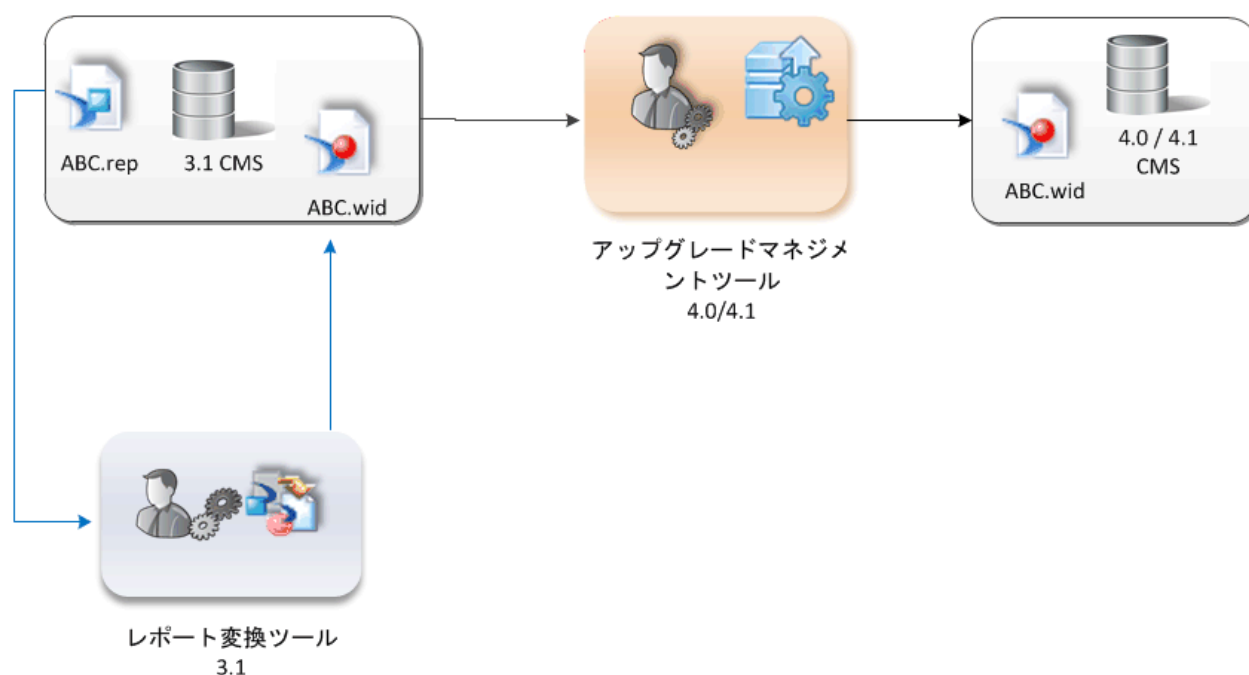 ABC.rep
3.1 CMS
ABC.wid
アップグレードマネジメ
ントツール
4.0/4.1
ABC.wid
4.0 / 4.1
CMS
レポート変換ツール
3.1